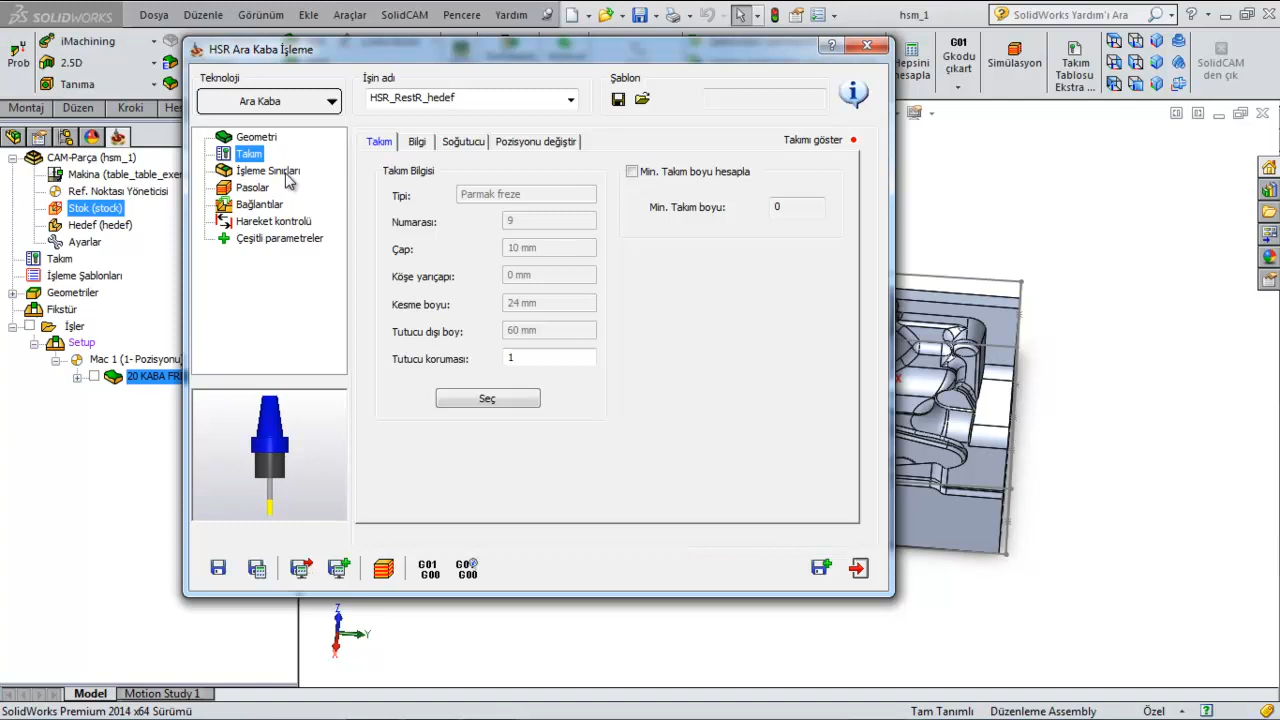 SOLIDWORKS
Dosya Düzenle Görünüm Ekle Araçlar SolidCAM Pencere Yardım
hsm_1
SolidWorks Yardım'ı Ara
Prob
iMachining
2.5D
Tanıma
Hepsini
hesapla
G01
Gkodu
çıkart
Simülasyon
Takım
Tablosu
Ekstra ...
SolidCAM
den çık
Montaj Düzen Kroki
CAM-Parça (hsm_1)
Makina (table_table_exer
Ref. Noktası Yöneticisi
Stok (stock)
Hedef (hedef)
Ayarlar
Takım
İşleme Şablonları
Geometriler
Fikstür
İşler
Setup
Mac 1 (1- Pozisyonu
20 KABA FRE
HSR Ara Kaba İşleme
Teknoloji
Ara Kaba
İşin adı
HSR_RestR_hedef
Şablon
Geometri
Takım
İşleme Sınırları
Pasolar
Bağlantılar
Hareket kontrolü
Çeşitli parametreler
Takım Bilgi Soğutucu Pozisyonu değiştir
Takımı göster
Takım Bilgisi
Tipi: Parmak freze
Numarası: 9
Çap: 10 mm
Köşe yarıçapı: 0 mm
Kesme boyu: 24 mm
Tutucu dışı boy: 60 mm
Tutucu koruması: 1
Seç
Min. Takım boyu hesapla
Min. Takım boyu: 0
G01
G00
G00
Z
Y
X
Model Motion Study 1
SolidWorks Premium 2014 x64 Sürümü
Tam Tanımlı Düzenleme Assembly Özel